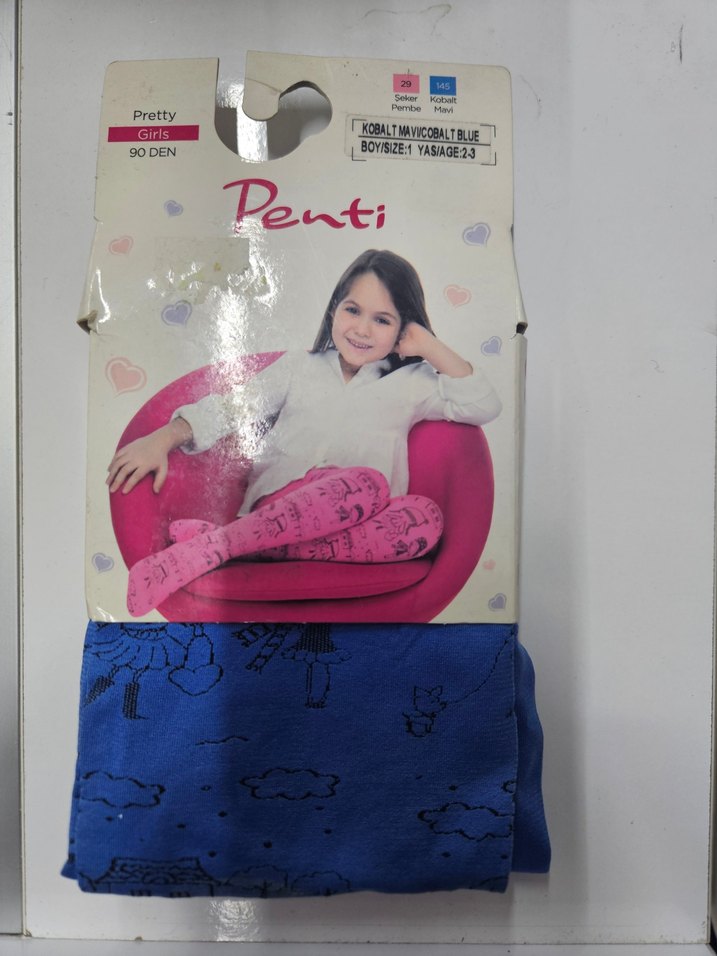 Pretty
Girls
90 DEN
29
Şeker
Pembe
145
Kobalt
Mavi
KOBALT MAVI/COBALT BLUE
BOY/SIZE:1 YAS/AGE:2-3
Penti